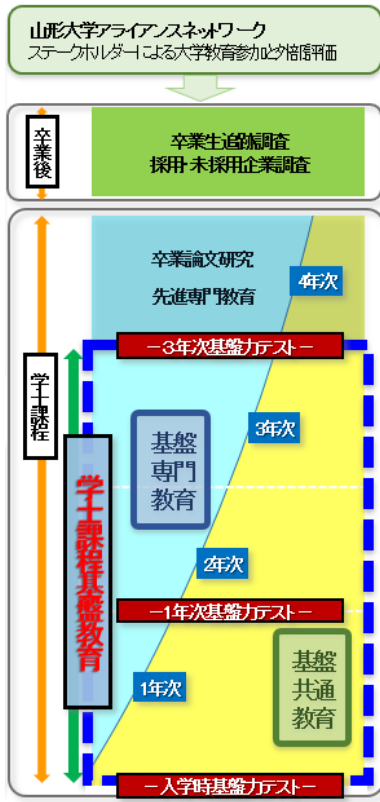 山形大学アライアンスネットワーク
ステークホルダーによる大学教育参加と外部評価
卒業後
卒業生追跡調査
採用・未採用企業調査
卒業論文研究
先進専門教育
4年次
学士課程
－3年次基盤力テスト－
3年次
基盤
専門
教育
学士課程基盤教育
2年次
－1年次基盤力テスト－
1年次
基盤
共通
教育
－入学時基盤力テスト－